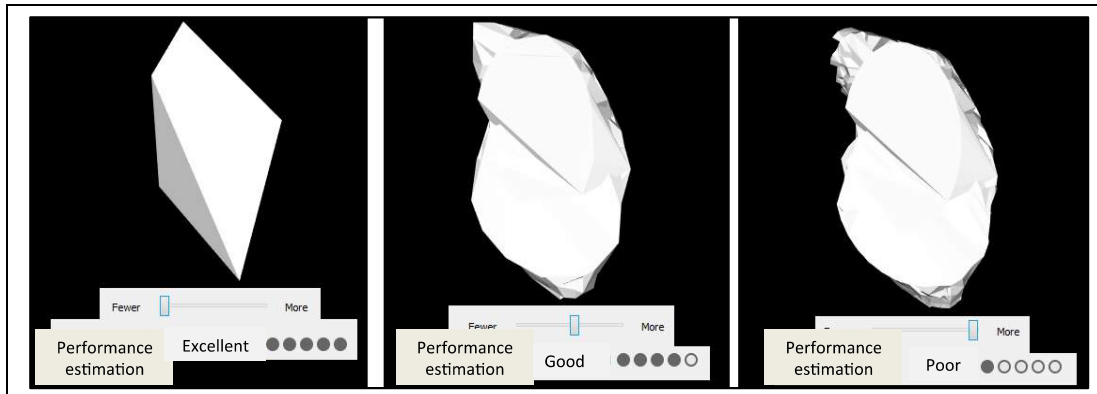 Fewer More
Performance
estimation
Excellent
Fewer More
Performance
estimation
Good
More
Performance
estimation
Poor